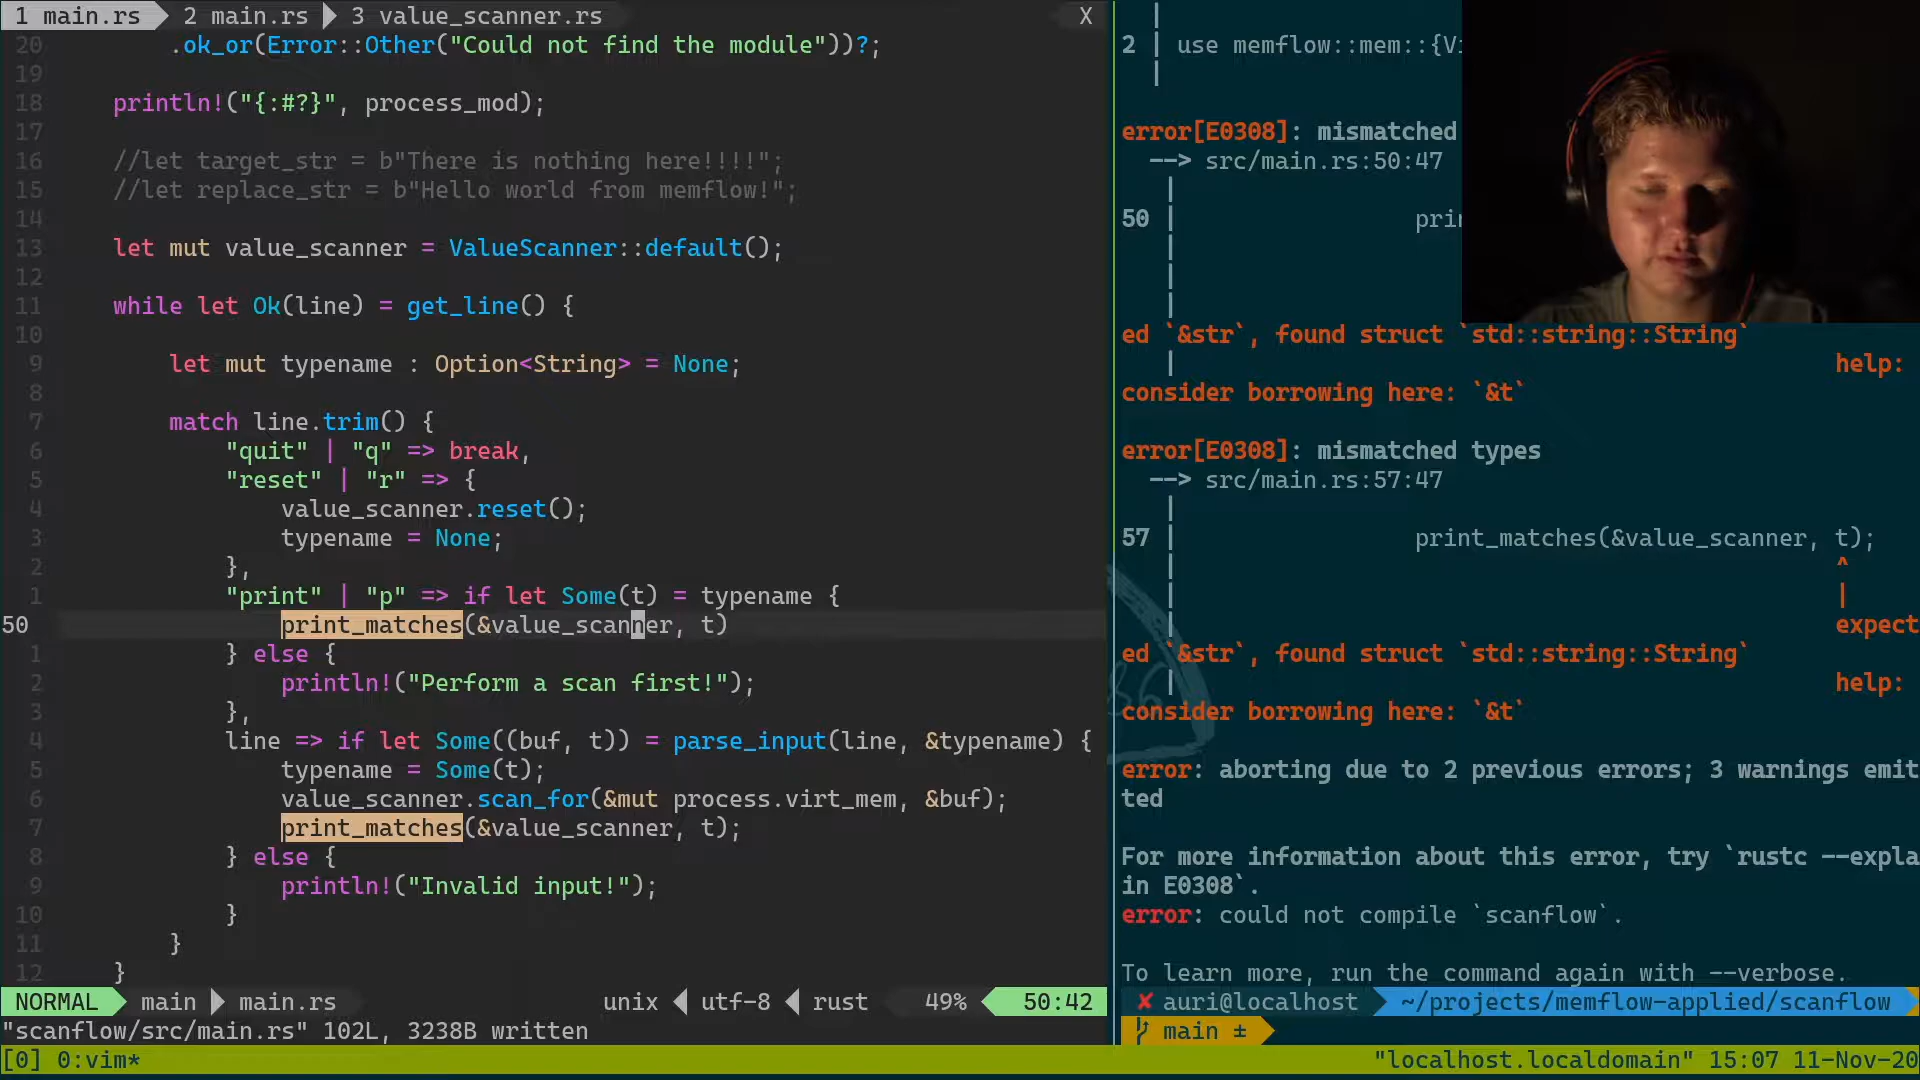 1 main.rs 2 main.rs 3 value_scanner.rs X
20 .ok_or(Error::Other("Could not find the module"))?;
19
18 println!("{:#?}", process_mod);
17
16 //let target_str = b"There is nothing here!!!!";
15 //let replace_str = b"Hello world from memflow!";
14
13 let mut value_scanner = ValueScanner::default();
12
11 while let Ok(line) = get_line() {
10
9 let mut typename : Option<String> = None;
8
7 match line.trim() {
6 "quit" | "q" => break,
5 "reset" | "r" => {
4 value_scanner.reset();
3 typename = None;
2 },
1 "print" | "p" => if let Some(t) = typename {
50 print_matches(&value_scanner, t)
1 } else {
2 println!("Perform a scan first!");
3 },
4 line => if let Some((buf, t)) = parse_input(line, &typename) {
5 typename = Some(t);
6 value_scanner.scan_for(&mut process.virt_mem, &buf);
7 print_matches(&value_scanner, t);
8 } else {
9 println!("Invalid input!");
10 }
11 }
12 }
NORMAL main main.rs unix utf-8 rust 49% 50:42
"scanflow/src/main.rs" 102L, 3238B written
|
2 | use memflow::mem::{Vi
|
error[E0308]: mismatched
--> src/main.rs:50:47
|
50 | prin
|
|
|
ed `&str`, found struct `std::string::String`
| help:
consider borrowing here: `&t`
error[E0308]: mismatched types
--> src/main.rs:57:47
|
57 | print_matches(&value_scanner, t);
| ^
| |
| expect
ed `&str`, found struct `std::string::String`
| help:
consider borrowing here: `&t`
error: aborting due to 2 previous errors; 3 warnings emit
ted
For more information about this error, try `rustc --expla
in E0308`.
error: could not compile `scanflow`.
To learn more, run the command again with --verbose.
✘ auri@localhost ~/projects/memflow-applied/scanflow
main ±
[0] 0:vim* "localhost.localdomain" 15:07 11-Nov-20